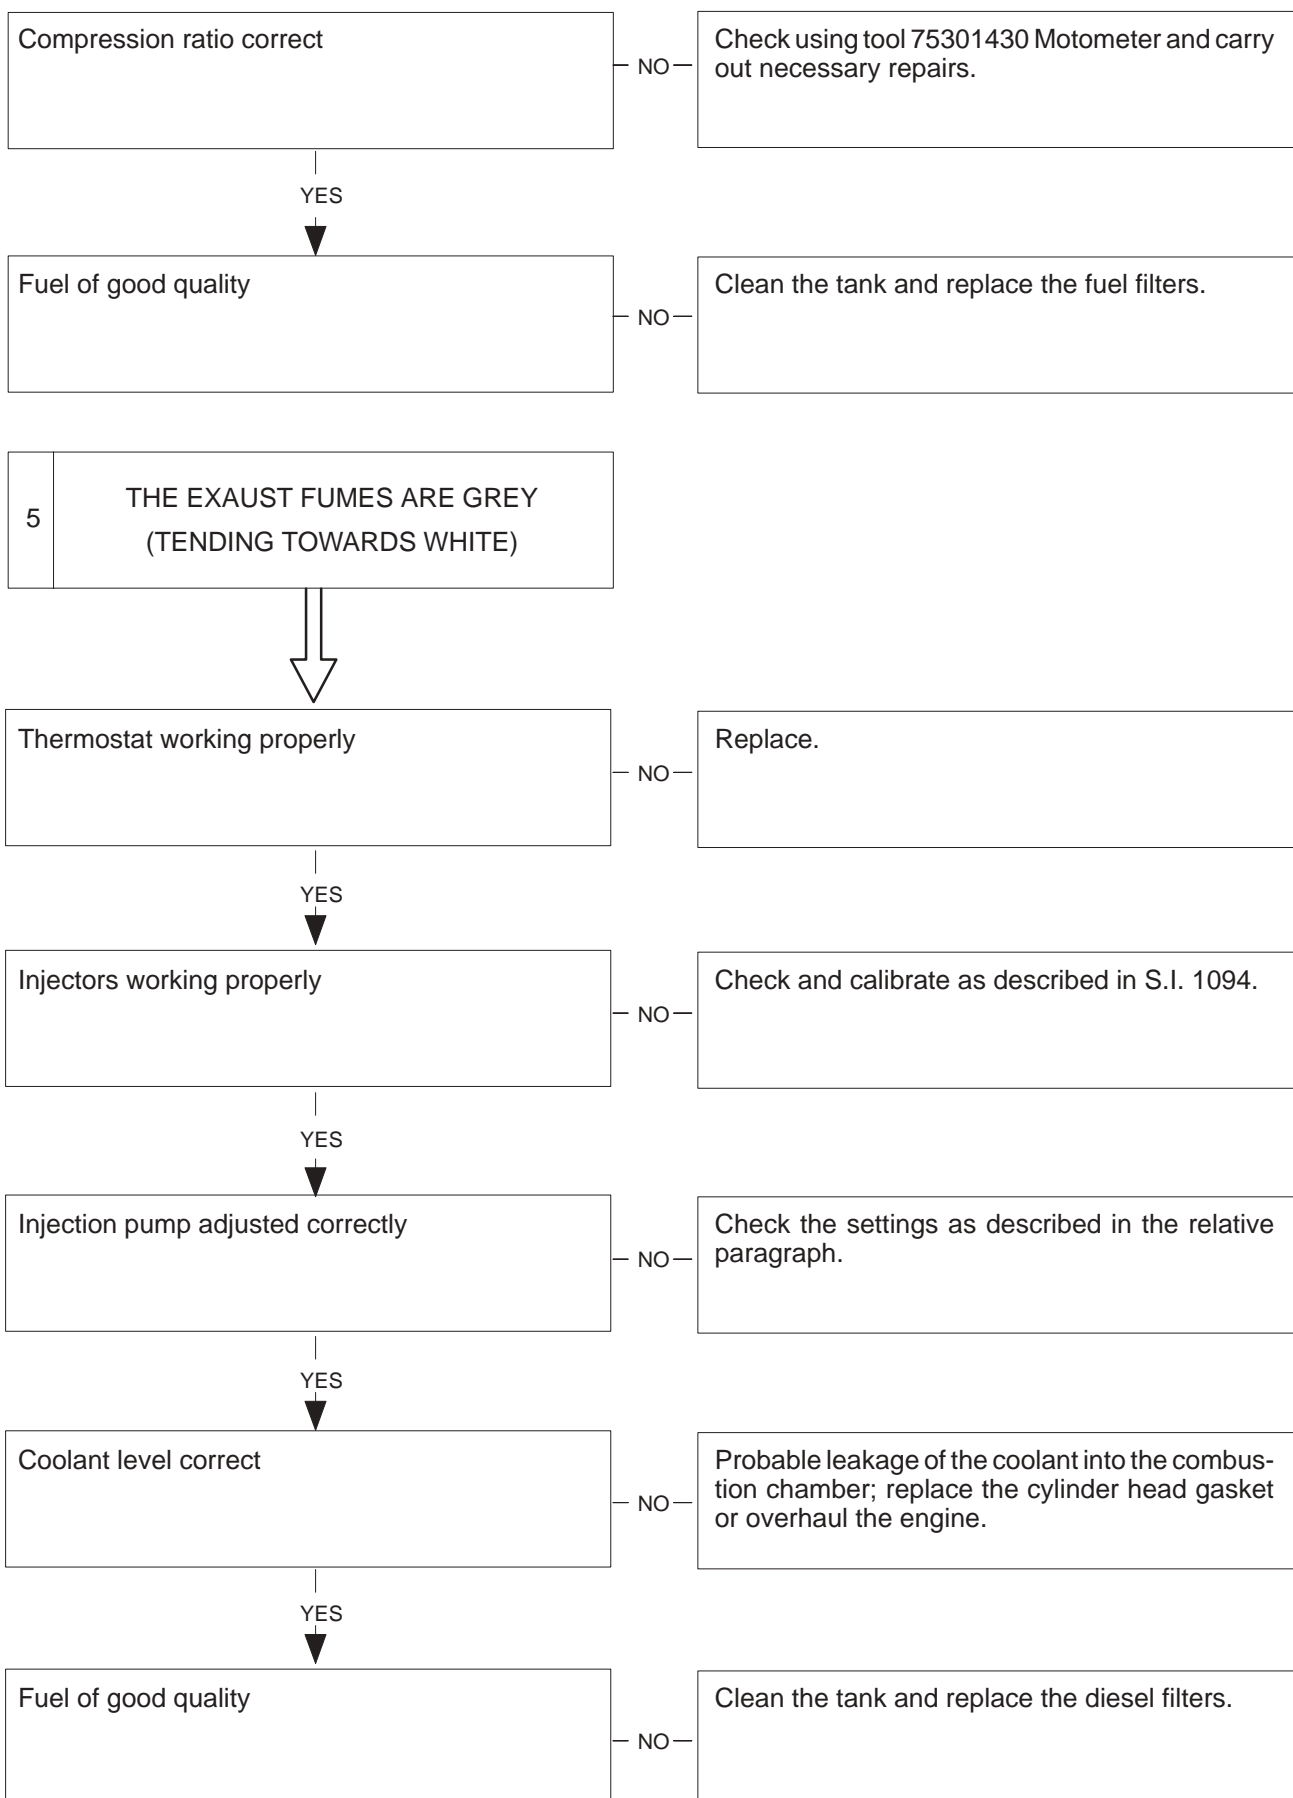 Compression ratio correct
NO
Check using tool 75301430 Motometer and carry
out necessary repairs.
YES
Fuel of good quality
NO
Clean the tank and replace the fuel filters.
5
THE EXAUST FUMES ARE GREY
(TENDING TOWARDS WHITE)
Thermostat working properly
NO
Replace.
YES
Injectors working properly
NO
Check and calibrate as described in S.I. 1094.
YES
Injection pump adjusted correctly
NO
Check the settings as described in the relative
paragraph.
YES
Coolant level correct
NO
Probable leakage of the coolant into the combus-
tion chamber; replace the cylinder head gasket
or overhaul the engine.
YES
Fuel of good quality
NO
Clean the tank and replace the diesel filters.